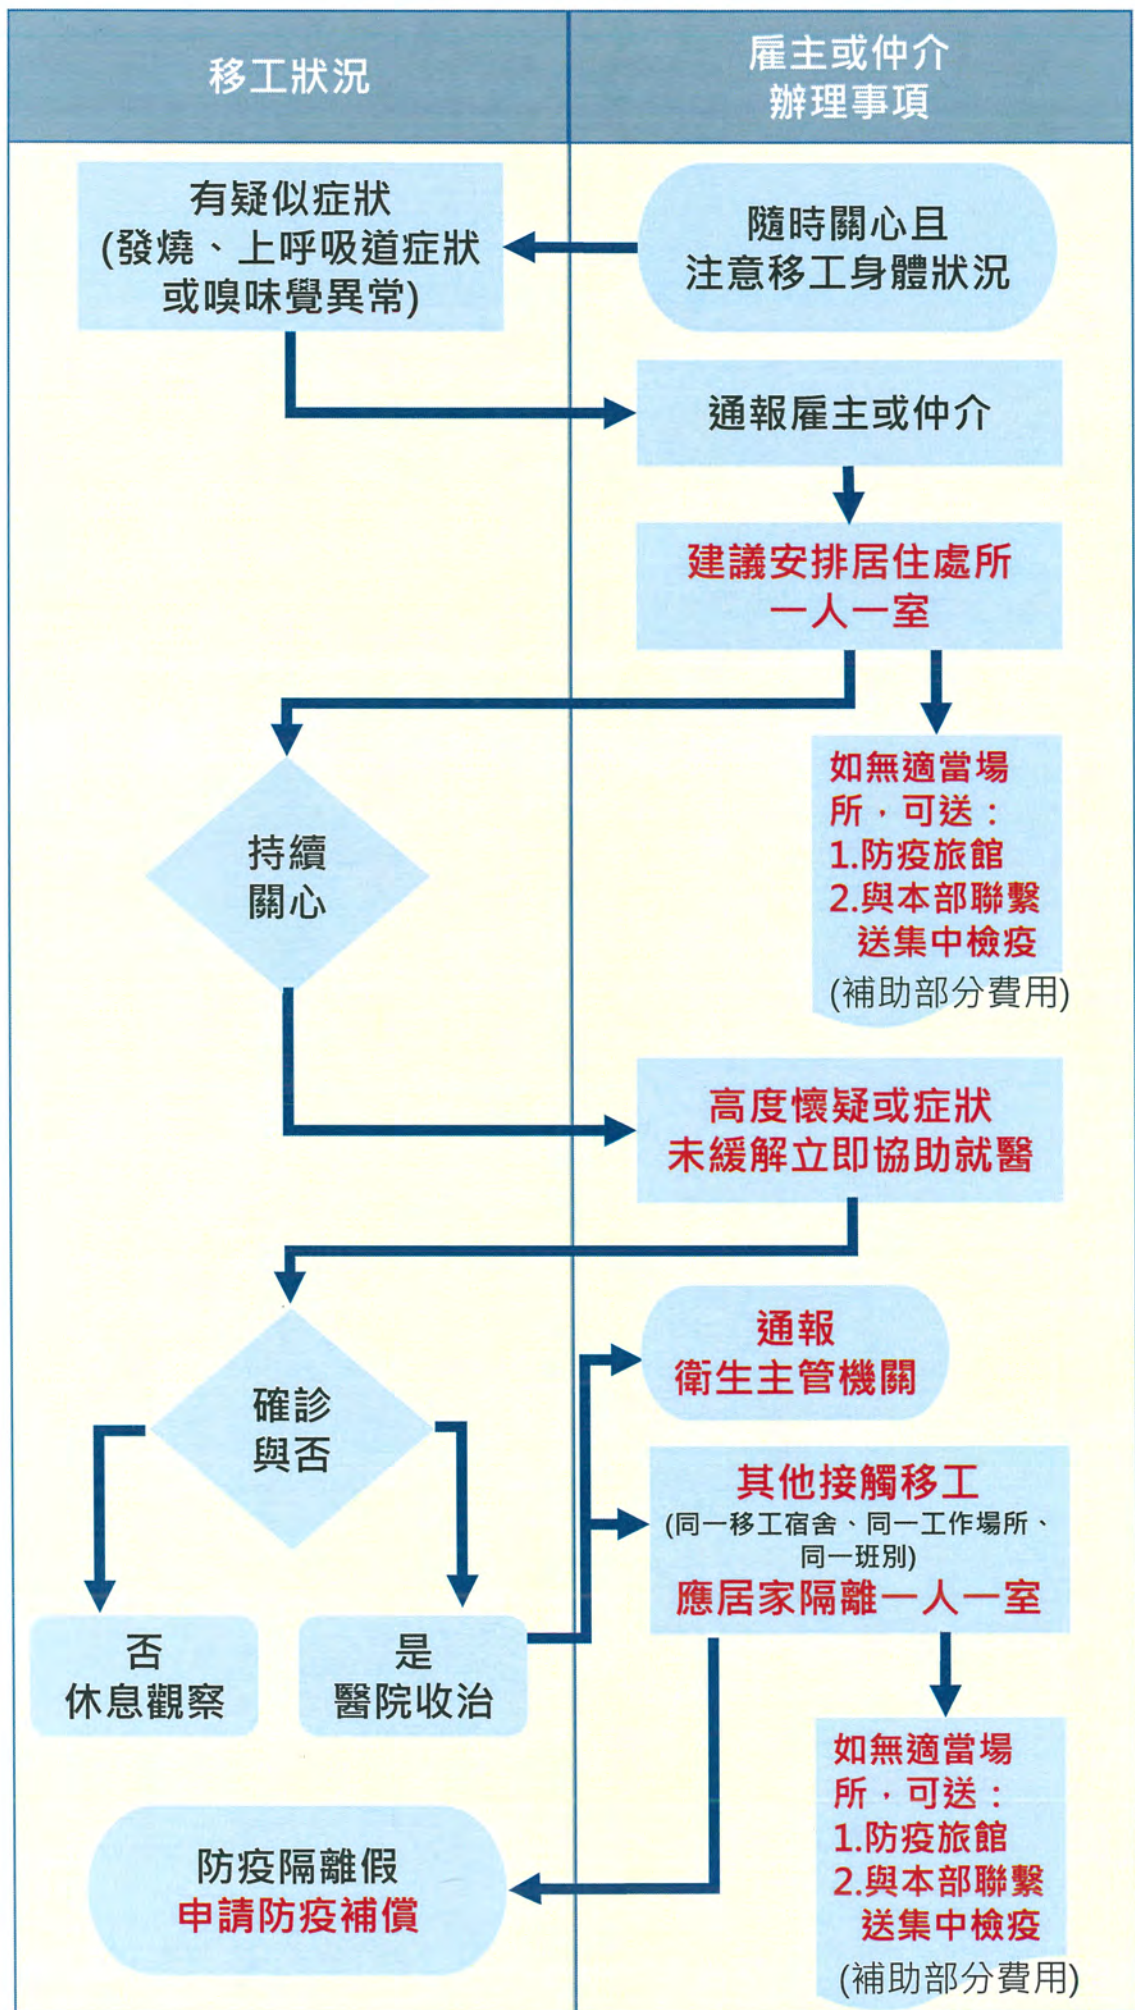 移工狀況
雇主或仲介
辦理事項
有疑似症狀
(發燒、上呼吸道症狀
或嗅味覺異常)
隨時關心且
注意移工身體狀況
通報雇主或仲介
建議安排居住處所
一人一室
如無適當場
所，可送：
1.防疫旅館
2.與本部聯繫
送集中檢疫
(補助部分費用)
持續
關心
高度懷疑或症狀
未緩解立即協助就醫
通報
衛生主管機關
確診
與否
其他接觸移工
(同一移工宿舍、同一工作場所、
同一班別)
應居家隔離一人一室
否
休息觀察
是
醫院收治
如無適當場
所，可送：
1.防疫旅館
2.與本部聯繫
送集中檢疫
(補助部分費用)
防疫隔離假
申請防疫補償